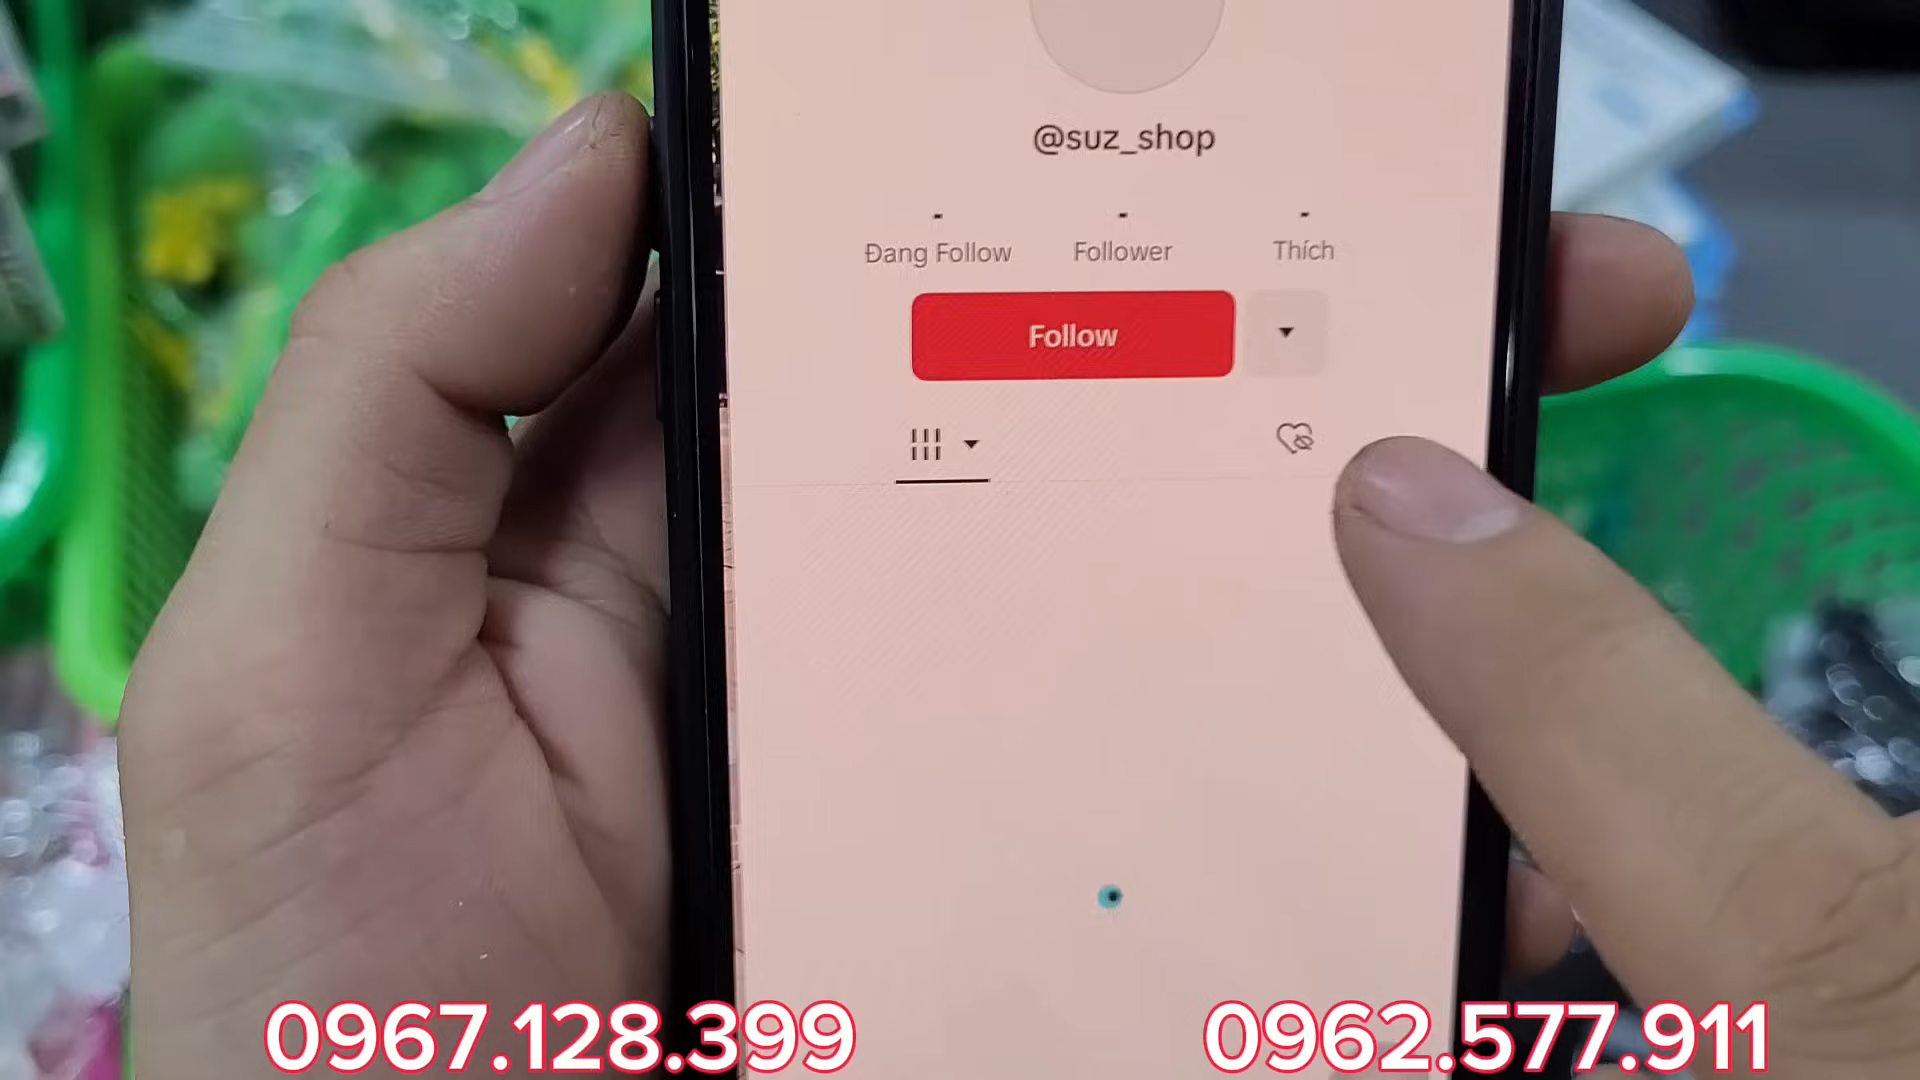 @suz_shop
- - -
Đang Follow Follower Thích
Follow
0967.128.399 0962.577.911